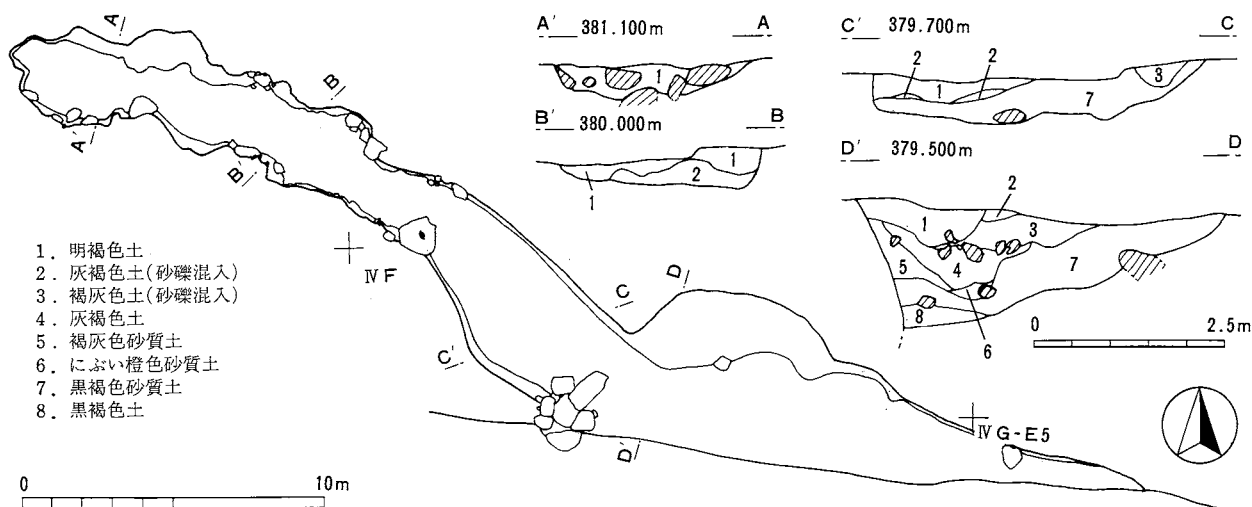 A' 381.100m A
1
B' 380.000m B
1
2
1
C' 379.700m C
2 2
1 3
7
D' 379.500m D
2
1 3
5 4 7
8 6
0 2.5m
A
A'
B
B'
C
C'
D
D'
ⅣF
ⅣG-E5
1. 明褐色土
2. 灰褐色土(砂礫混入)
3. 褐灰色土(砂礫混入)
4. 灰褐色土
5. 褐灰色砂質土
6. にぶい橙色砂質土
7. 黒褐色砂質土
8. 黒褐色土
0 10m